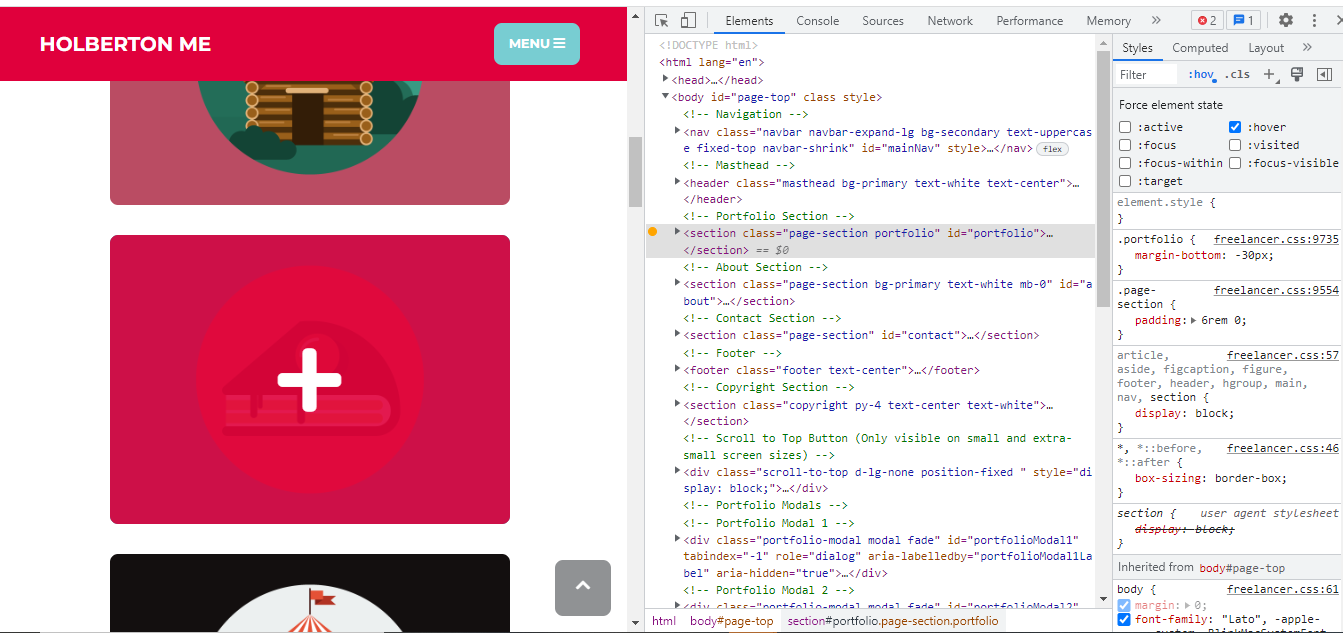 HOLBERTON ME
MENU
Elements Console Sources Network Performance Memory » 2 1
<!DOCTYPE html>
<html lang="en">
<head>…</head>
<body id="page-top" class style>
<!-- Navigation -->
<nav class="navbar navbar-expand-lg bg-secondary text-uppercas
e fixed-top navbar-shrink" id="mainNav" style>…</nav> flex
<!-- Masthead -->
<header class="masthead bg-primary text-white text-center">…
</header>
<!-- Portfolio Section -->
<section class="page-section portfolio" id="portfolio">…
</section> == $0
<!-- About Section -->
<section class="page-section bg-primary text-white mb-0" id="a
bout">…</section>
<!-- Contact Section -->
<section class="page-section" id="contact">…</section>
<!-- Footer -->
<footer class="footer text-center">…</footer>
<!-- Copyright Section -->
<section class="copyright py-4 text-center text-white">…
</section>
<!-- Scroll to Top Button (Only visible on small and extra-
small screen sizes) -->
<div class="scroll-to-top d-lg-none position-fixed " style="di
splay: block;">…</div>
<!-- Portfolio Modals -->
<!-- Portfolio Modal 1 -->
<div class="portfolio-modal modal fade" id="portfolioModal1"
tabindex="-1" role="dialog" aria-labelledby="portfolioModal1La
bel" aria-hidden="true">…</div>
<!-- Portfolio Modal 2 -->
<div class="portfolio-modal modal fade" id="portfolioModal2"
html body#page-top section#portfolio.page-section.portfolio
Styles Computed Layout »
Filter :hov .cls +
Force element state
:active :hover
:focus :visited
:focus-within :focus-visible
:target
element.style {
}
.portfolio { freelancer.css:9735
margin-bottom: -30px;
}
.page- freelancer.css:9554
section {
padding: 6rem 0;
}
article, freelancer.css:57
aside, figcaption, figure,
footer, header, hgroup, main,
nav, section {
display: block;
}
*, *::before, freelancer.css:46
*::after {
box-sizing: border-box;
}
section { user agent stylesheet
display: block;
}
Inherited from body#page-top
body { freelancer.css:61
margin: 0;
font-family: "Lato", -apple-
system, BlinkMacSystemFont